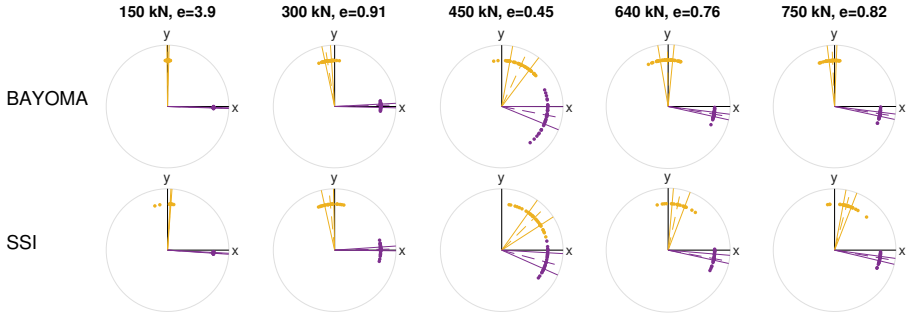 150 kN, e=3.9 300 kN, e=0.91 450 kN, e=0.45 640 kN, e=0.76 750 kN, e=0.82
y y y y y
BAYOMA x x x x x
y y y y y
SSI x x x x x